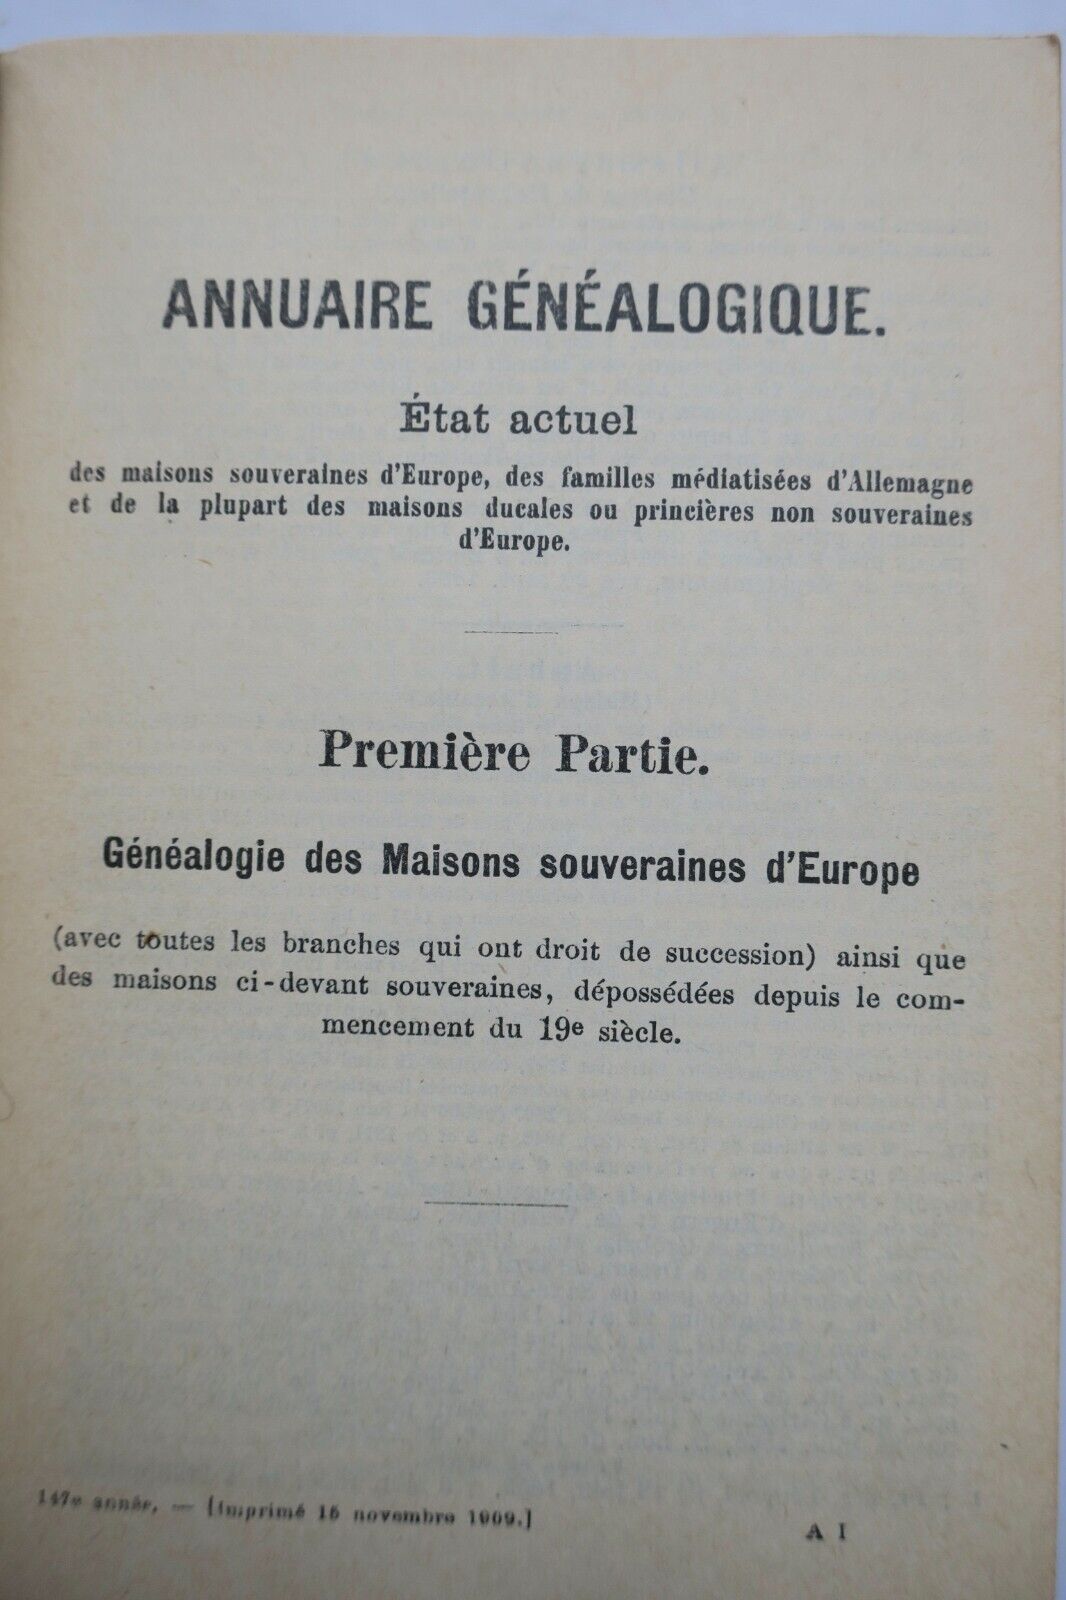 ANNUAIRE GÉNÉALOGIQUE.
État actuel
des maisons souveraines d'Europe, des familles médiatisées d'Allemagne
et de la plupart des maisons ducales ou princières non souveraines
d'Europe.
Première Partie.
Généalogie des Maisons souveraines d'Europe
(avec toutes les branches qui ont droit de succession) ainsi que
des maisons ci-devant souveraines, dépossédées depuis le com-
mencement du 19e siècle.
147e année. — [Imprimé 15 novembre 1909.]
A I